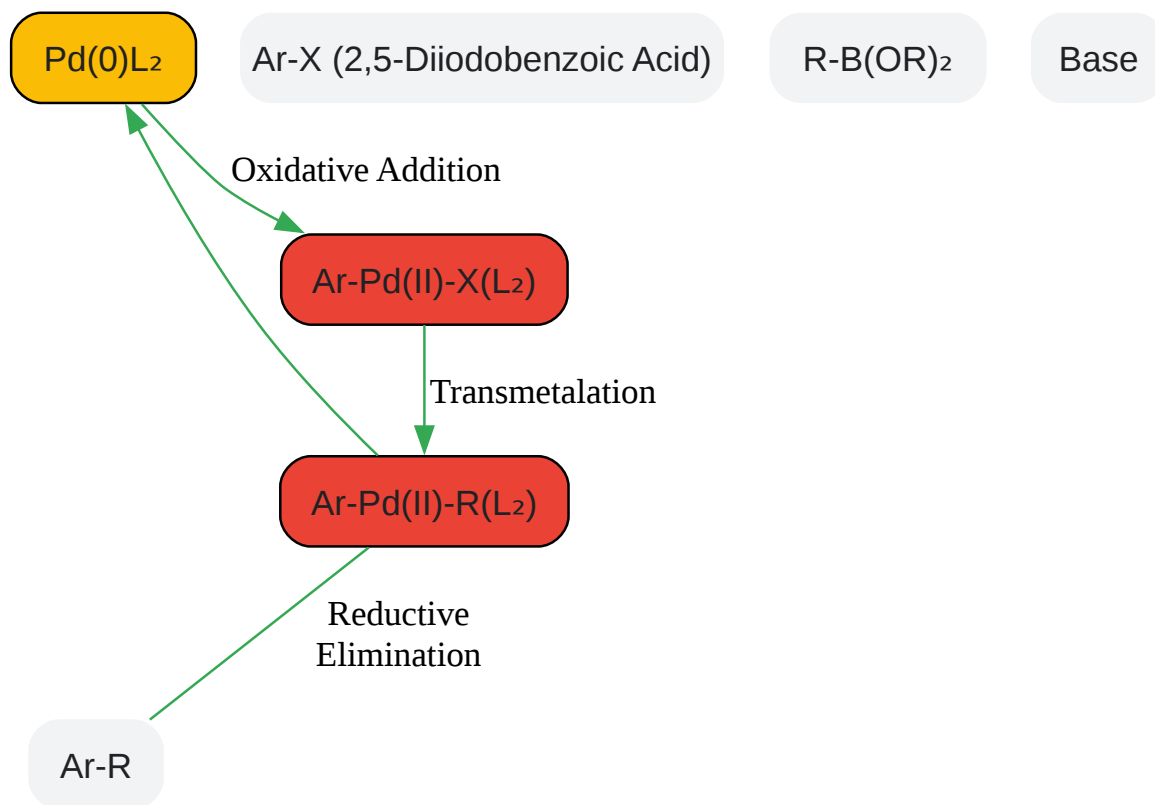 Pd(0)L₂
Ar-X (2,5-Diiodobenzoic Acid)
R-B(OR)₂
Base
Oxidative Addition
Ar-Pd(II)-X(L₂)
Transmetalation
Ar-Pd(II)-R(L₂)
Reductive
Elimination
Ar-R